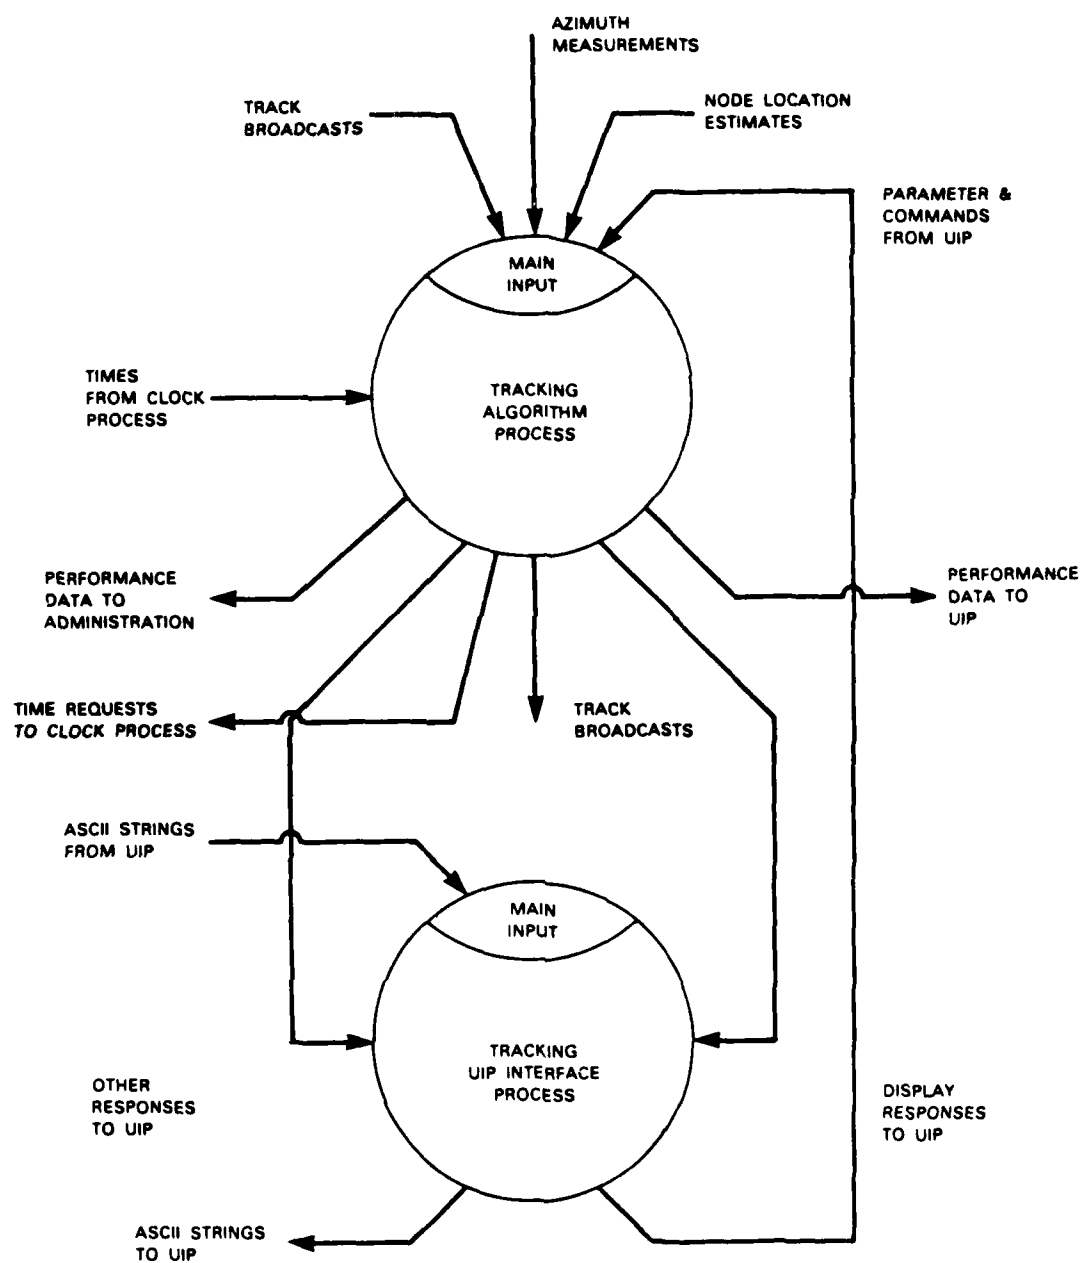 AZIMUTH
MEASUREMENTS
TRACK
BROADCASTS
NODE LOCATION
ESTIMATES
PARAMETER &
COMMANDS
FROM UIP
MAIN
INPUT
TIMES
FROM CLOCK
PROCESS
TRACKING
ALGORITHM
PROCESS
PERFORMANCE
DATA TO
ADMINISTRATION
PERFORMANCE
DATA TO
UIP
TIME REQUESTS
TO CLOCK PROCESS
TRACK
BROADCASTS
ASCII STRINGS
FROM UIP
MAIN
INPUT
TRACKING
UIP INTERFACE
PROCESS
OTHER
RESPONSES
TO UIP
DISPLAY
RESPONSES
TO UIP
ASCII STRINGS
TO UIP